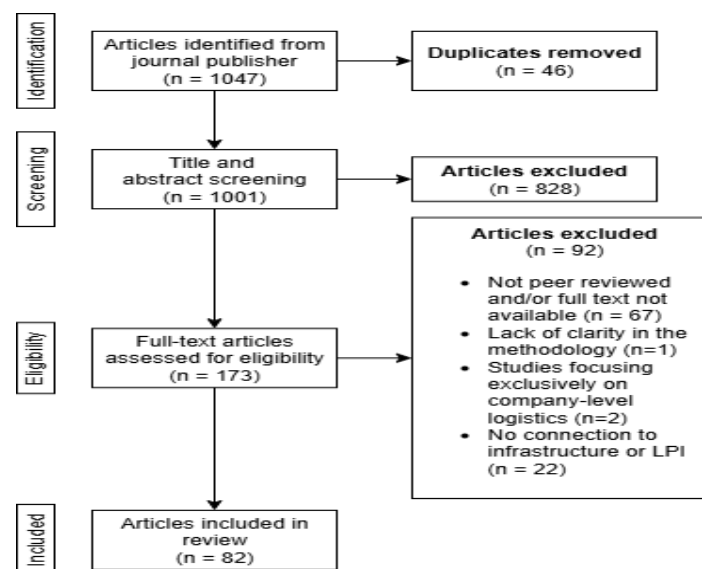 Identification
Articles identified from
journal publisher
(n = 1047)
Duplicates removed
(n = 46)
Screening
Title and
abstract screening
(n = 1001)
Articles excluded
(n = 828)
Eligibility
Full-text articles
assessed for eligibility
(n = 173)
Articles excluded
(n = 92)
• Not peer reviewed
and/or full text not
available (n = 67)
• Lack of clarity in the
methodology (n=1)
• Studies focusing
exclusively on
company-level
logistics (n=2)
• No connection to
infrastructure or LPI
(n = 22)
Included
Articles included in
review
(n = 82)